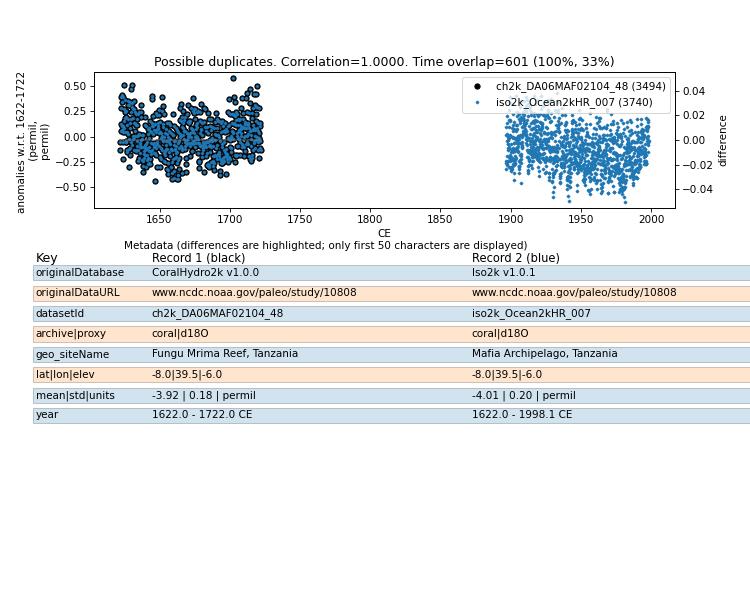 Possible duplicates. Correlation=1.0000. Time overlap=601 (100%, 33%)
anomalies w.r.t. 1622-1722
(permil,
permil)
0.50
0.25
0.00
−0.25
−0.50
ch2k_DA06MAF02104_48 (3494)
iso2k_Ocean2kHR_007 (3740)
0.04
0.02
0.00
−0.02
−0.04
difference
1650 1700 1750 1800 1850 1900 1950 2000
CE
Metadata (differences are highlighted; only first 50 characters are displayed)
Key Record 1 (black) Record 2 (blue)
originalDatabase CoralHydro2k v1.0.0 Iso2k v1.0.1
originalDataURL www.ncdc.noaa.gov/paleo/study/10808 www.ncdc.noaa.gov/paleo/study/10808
datasetId ch2k_DA06MAF02104_48 iso2k_Ocean2kHR_007
archive|proxy coral|d18O coral|d18O
geo_siteName Fungu Mrima Reef, Tanzania Mafia Archipelago, Tanzania
lat|lon|elev -8.0|39.5|-6.0 -8.0|39.5|-6.0
mean|std|units -3.92 | 0.18 | permil -4.01 | 0.20 | permil
year 1622.0 - 1722.0 CE 1622.0 - 1998.1 CE